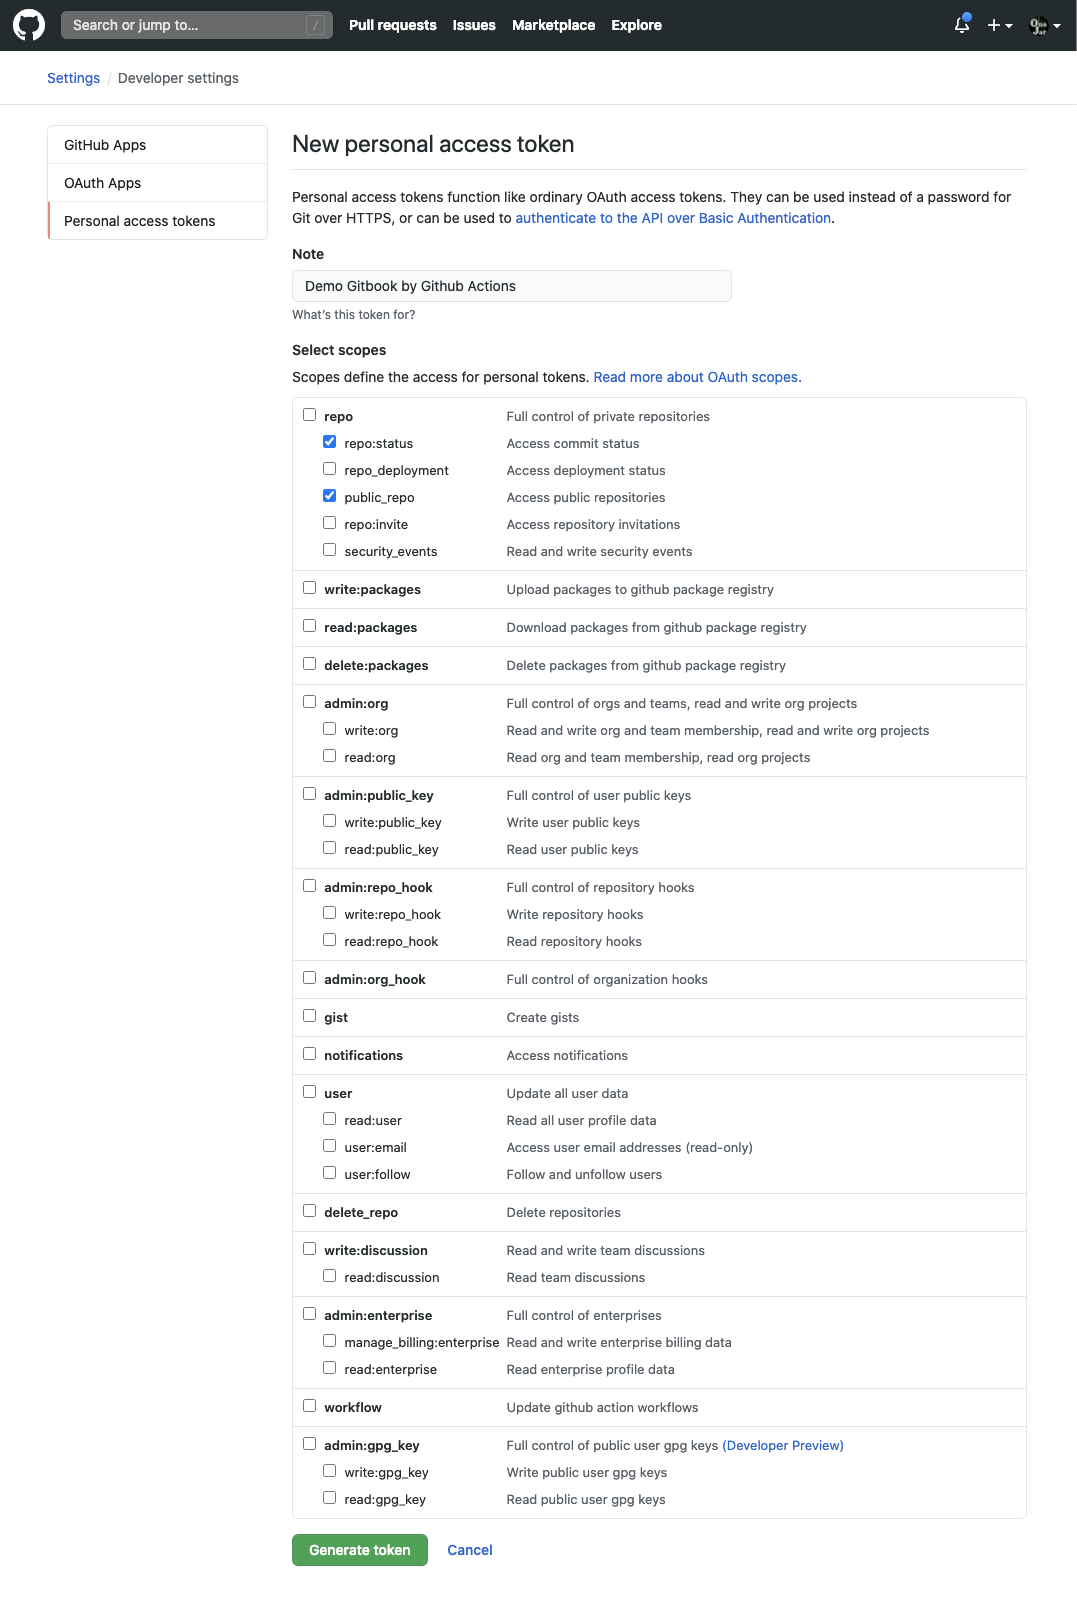 Search or jump to... /
Pull requests Issues Marketplace Explore
Settings / Developer settings
GitHub Apps
OAuth Apps
Personal access tokens
New personal access token
Personal access tokens function like ordinary OAuth access tokens. They can be used instead of a password for
Git over HTTPS, or can be used to authenticate to the API over Basic Authentication.
Note
Demo Gitbook by Github Actions
What's this token for?
Select scopes
Scopes define the access for personal tokens. Read more about OAuth scopes.
repo Full control of private repositories
repo:status Access commit status
repo_deployment Access deployment status
public_repo Access public repositories
repo:invite Access repository invitations
security_events Read and write security events
write:packages Upload packages to github package registry
read:packages Download packages from github package registry
delete:packages Delete packages from github package registry
admin:org Full control of orgs and teams, read and write org projects
write:org Read and write org and team membership, read and write org projects
read:org Read org and team membership, read org projects
admin:public_key Full control of user public keys
write:public_key Write user public keys
read:public_key Read user public keys
admin:repo_hook Full control of repository hooks
write:repo_hook Write repository hooks
read:repo_hook Read repository hooks
admin:org_hook Full control of organization hooks
gist Create gists
notifications Access notifications
user Update all user data
read:user Read all user profile data
user:email Access user email addresses (read-only)
user:follow Follow and unfollow users
delete_repo Delete repositories
write:discussion Read and write team discussions
read:discussion Read team discussions
admin:enterprise Full control of enterprises
manage_billing:enterprise Read and write enterprise billing data
read:enterprise Read enterprise profile data
workflow Update github action workflows
admin:gpg_key Full control of public user gpg keys (Developer Preview)
write:gpg_key Write public user gpg keys
read:gpg_key Read public user gpg keys
Generate token Cancel